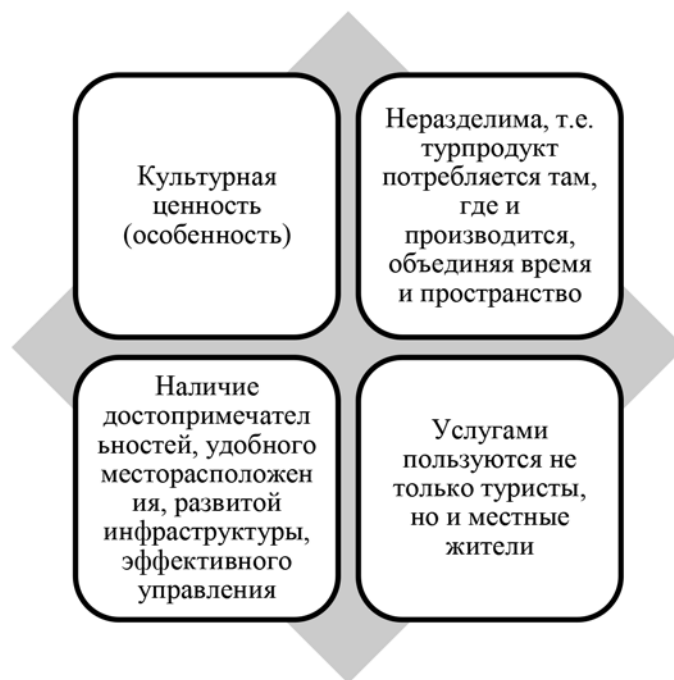 Культурная
ценность
(особенность)
Неразделима, т.е.
турпродукт
потребляется там,
где и
производится,
объединяя время
и пространство
Наличие
достопримечател
ьностей, удобного
месторасположен
ия, развитой
инфраструктуры,
эффективного
управления
Услугами
пользуются не
только туристы,
но и местные
жители